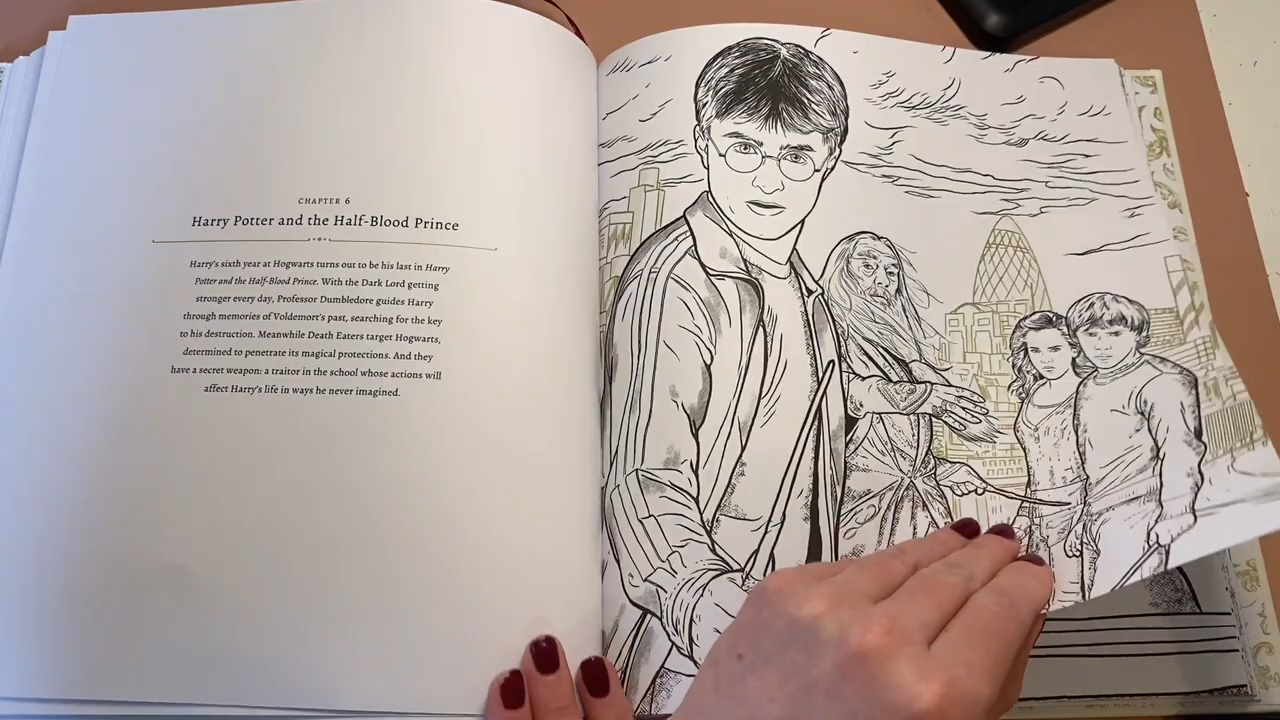 CHAPTER 6
Harry Potter and the Half-Blood Prince
Harry's sixth year at Hogwarts turns out to be his last in Harry
Potter and the Half-Blood Prince. With the Dark Lord getting
stronger every day, Professor Dumbledore guides Harry
through memories of Voldemort's past, searching for the key
to his destruction. Meanwhile Death Eaters target Hogwarts,
determined to penetrate its magical protections. And they
have a secret weapon: a traitor in the school whose actions will
affect Harry's life in ways he never imagined.